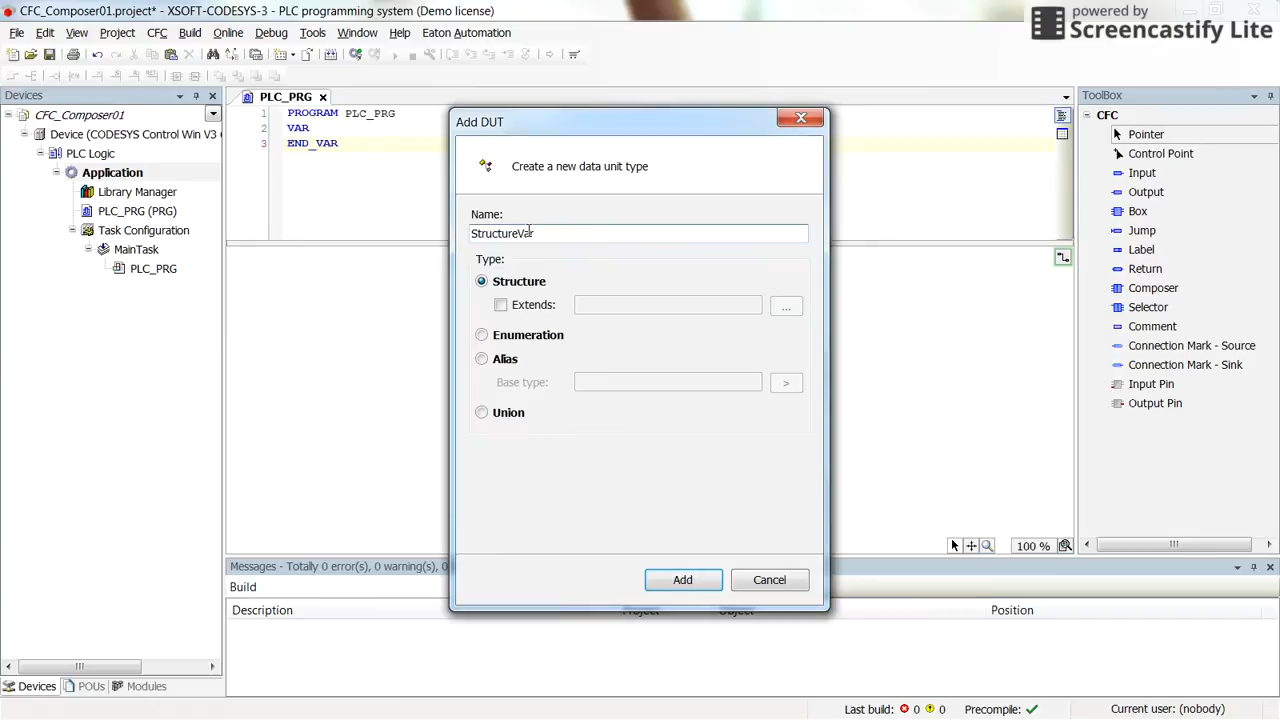 CFC_Composer01.project* - XSOFT-CODESYS-3 - PLC programming system (Demo license)
powered by
Screencastify Lite
File Edit View Project CFC Build Online Debug Tools Window Help Eaton Automation
Devices
CFC_Composer01
Device (CODESYS Control Win V3
PLC Logic
Application
Library Manager
PLC_PRG (PRG)
Task Configuration
MainTask
PLC_PRG
Devices POUs Modules
PLC_PRG
1 PROGRAM PLC_PRG
2 VAR
3 END_VAR
Add DUT
Create a new data unit type
Name:
StructureVar
Type:
Structure
Extends:
...
Enumeration
Alias
Base type:
>
Union
Add Cancel
100 %
ToolBox
CFC
Pointer
Control Point
Input
Output
Box
Jump
Label
Return
Composer
Selector
Comment
Connection Mark - Source
Connection Mark - Sink
Input Pin
Output Pin
Messages - Totally 0 error(s), 0 warning(s),
Build
Description Project Object Position
Last build: 0 0 Precompile: Current user: (nobody)